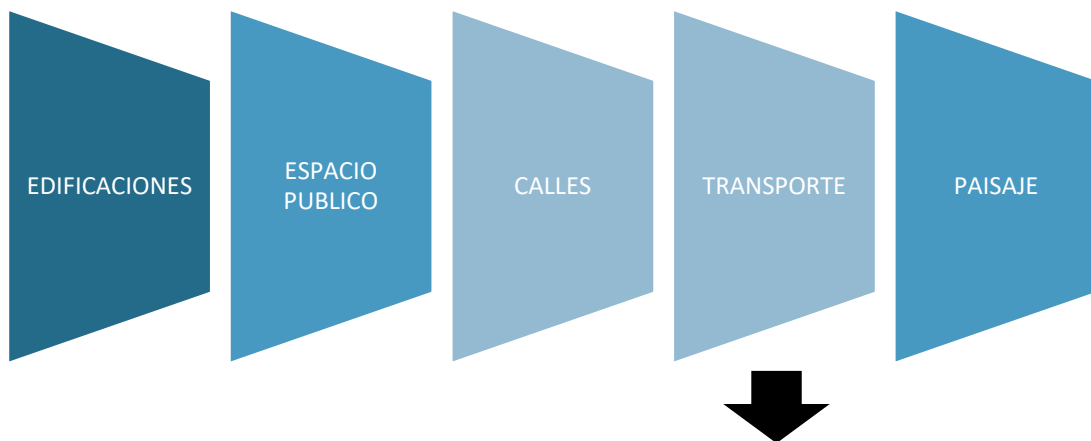 EDIFICACIONES
ESPACIO
PUBLICO
CALLES
TRANSPORTE
PAISAJE